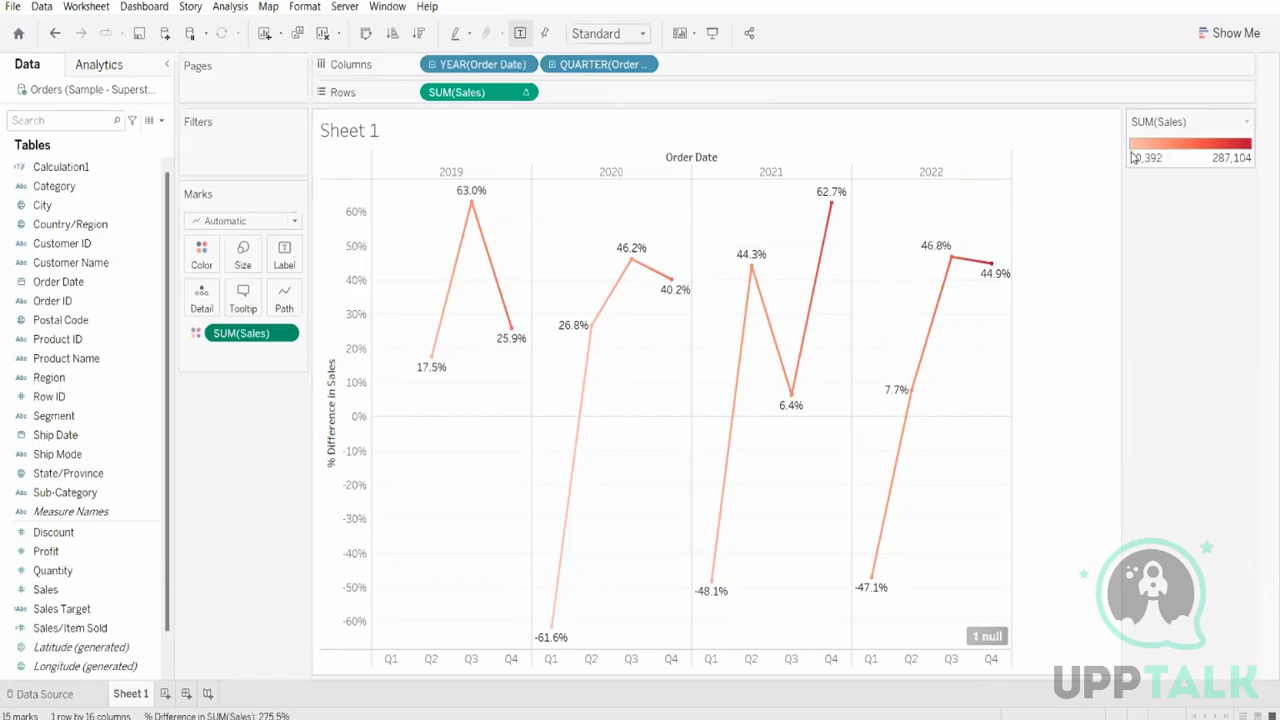 File Data Worksheet Dashboard Story Analysis Map Format Server Window Help
Standard
Show Me
Data Analytics
Orders (Sample - Superst...
Search
Tables
Calculation1
Category
City
Country/Region
Customer ID
Customer Name
Order Date
Order ID
Postal Code
Product ID
Product Name
Region
Row ID
Segment
Ship Date
Ship Mode
State/Province
Sub-Category
Measure Names
Discount
Profit
Quantity
Sales
Sales Target
Sales/Item Sold
Latitude (generated)
Longitude (generated)
Pages
Filters
Marks
Automatic
Color Size Label
Detail Tooltip Path
SUM(Sales)
Columns YEAR(Order Date) QUARTER(Order ..
Rows SUM(Sales)
Sheet 1
Order Date
2019 2020 2021 2022
% Difference in Sales
60%
50%
40%
30%
20%
10%
0%
-10%
-20%
-30%
-40%
-50%
-60%
17.5%
63.0%
25.9%
-61.6%
26.8%
46.2%
40.2%
-48.1%
44.3%
6.4%
62.7%
-47.1%
7.7%
46.8%
44.9%
1 null
Q1 Q2 Q3 Q4 Q1 Q2 Q3 Q4 Q1 Q2 Q3 Q4 Q1 Q2 Q3 Q4
SUM(Sales)
287,104
UPPTALK
Data Source Sheet 1
15 marks 1 row by 16 columns % Difference in SUM(Sales): 275.5%